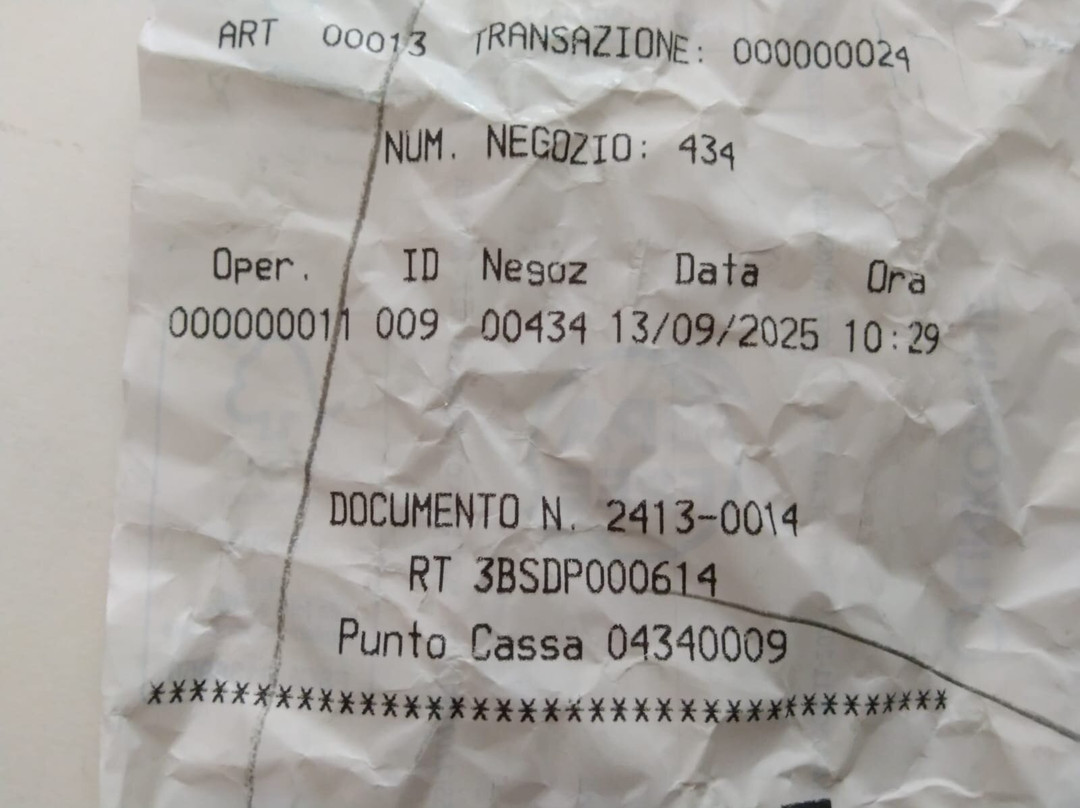 ART 00013 TRANSAZIONE: 000000024
NUM. NEGOZIO: 434
Oper. ID Negoz Data Ora
000000011 009 00434 13/09/2025 10:29
DOCUMENTO N. 2413-0014
RT 3BSDP000614
Punto Cassa 04340009
*************************************